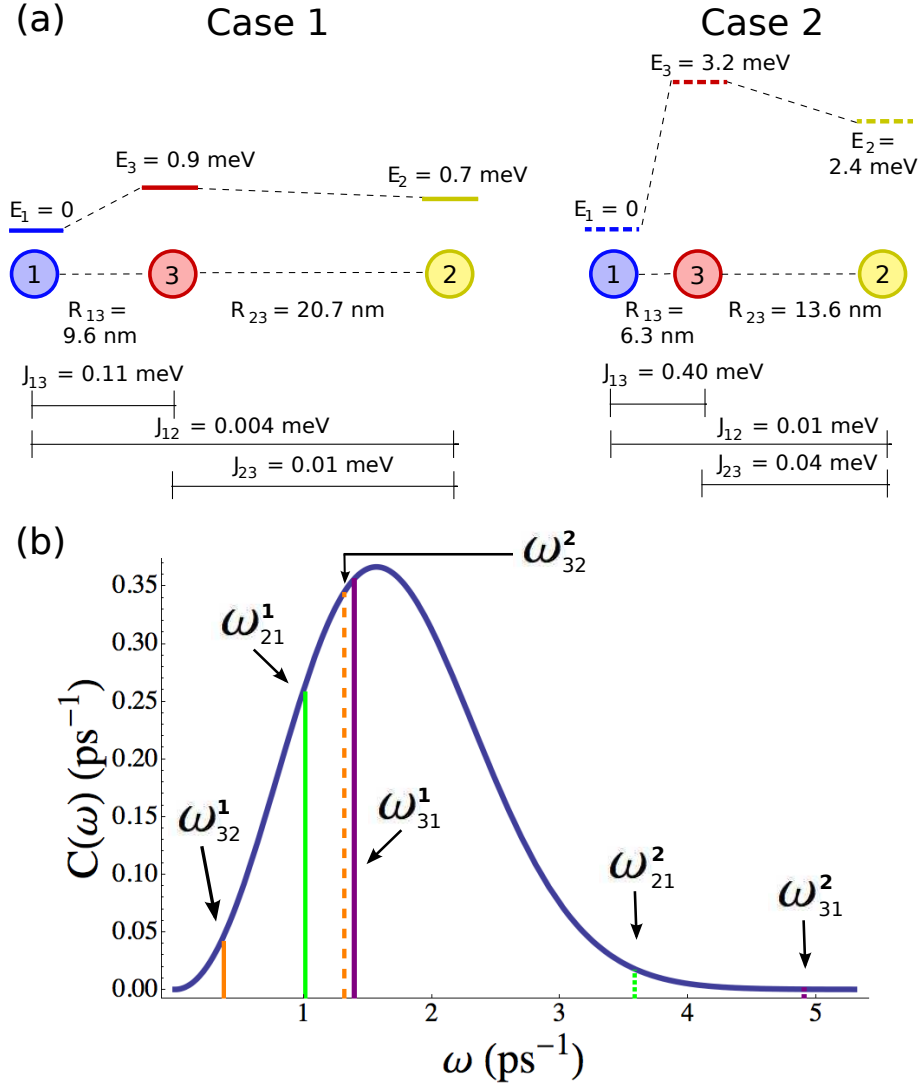 (a) Case 1 Case 2
E3 = 3.2 meV
E3 = 0.9 meV
E2 = 0.7 meV
E2 =
2.4 meV
E1 = 0
E1 = 0
1 3 2 1 3 2
R13 =
9.6 nm
R23 = 20.7 nm
R13 =
6.3 nm
R23 = 13.6 nm
J13 = 0.11 meV
J13 = 0.40 meV
J12 = 0.004 meV
J12 = 0.01 meV
J23 = 0.01 meV
J23 = 0.04 meV
(b)
ω²32
ω¹21
ω¹32
ω¹31
ω²21
ω²31
C(ω) (ps⁻¹)
0.35
0.30
0.25
0.20
0.15
0.10
0.05
0.00
1 2 3 4 5
ω (ps⁻¹)